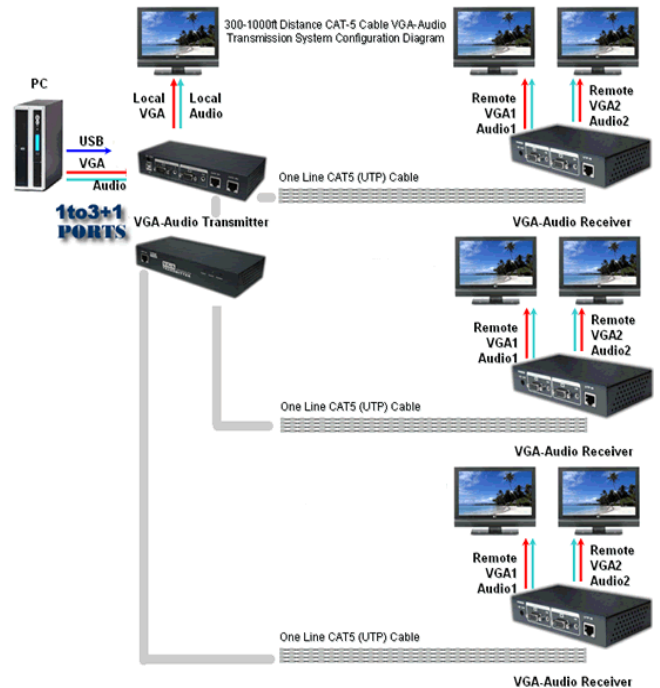 300-1000ft Distance CAT-5 Cable VGA-Audio
Transmission System Configuration Diagram
PC
Local
VGA
Local
Audio
Remote
VGA1
Audio1
Remote
VGA2
Audio2
USB
VGA
Audio
One Line CAT5 (UTP) Cable
1to3+1
PORTS
VGA-Audio Transmitter
VGA-Audio Receiver
Remote
VGA1
Audio1
Remote
VGA2
Audio2
One Line CAT5 (UTP) Cable
VGA-Audio Receiver
Remote
VGA1
Audio1
Remote
VGA2
Audio2
One Line CAT5 (UTP) Cable
VGA-Audio Receiver